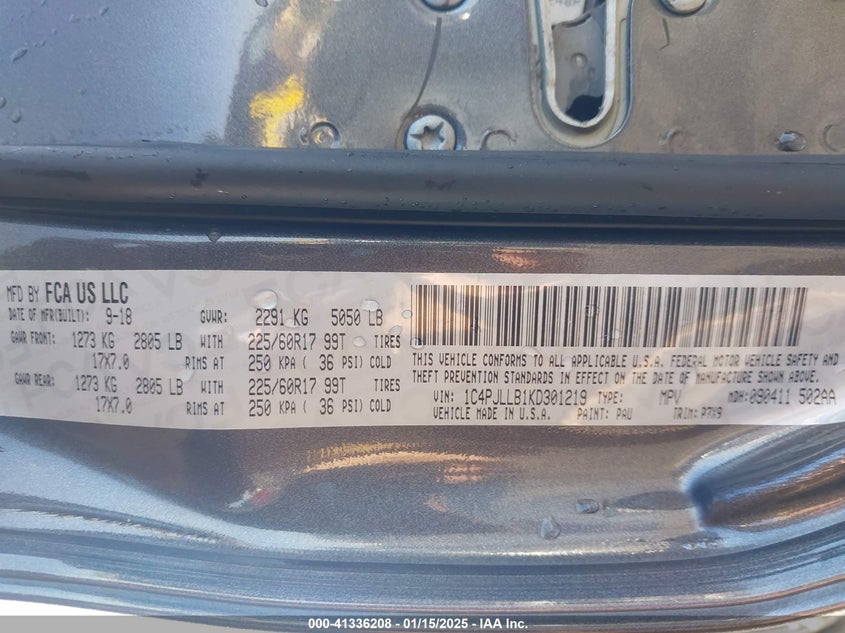 MFD BY FCA US LLC
DATE OF MFR(BUILT): 9-18 GVWR: 2291 KG 5050 LB
GAWR FRONT: 1273 KG 2805 LB WITH 225/60R17 99T TIRES
17X7.0 RIMS AT 250 KPA ( 36 PSI) COLD
GAWR REAR: 1273 KG 2805 LB WITH 225/60R17 99T TIRES
17X7.0 RIMS AT 250 KPA ( 36 PSI) COLD
THIS VEHICLE CONFORMS TO ALL APPLICABLE U.S.A. FEDERAL MOTOR VEHICLE SAFETY AND
THEFT PREVENTION STANDARDS IN EFFECT ON THE DATE OF MANUFACTURE SHOWN ABOVE.
VIN: 1C4PJLLB1KD301219 TYPE: MPV MDH: 090411 502AA
VEHICLE MADE IN U.S.A. PAINT: PAU TRIM: P7X9
000-41336208 - 01/15/2025 - IAA Inc.